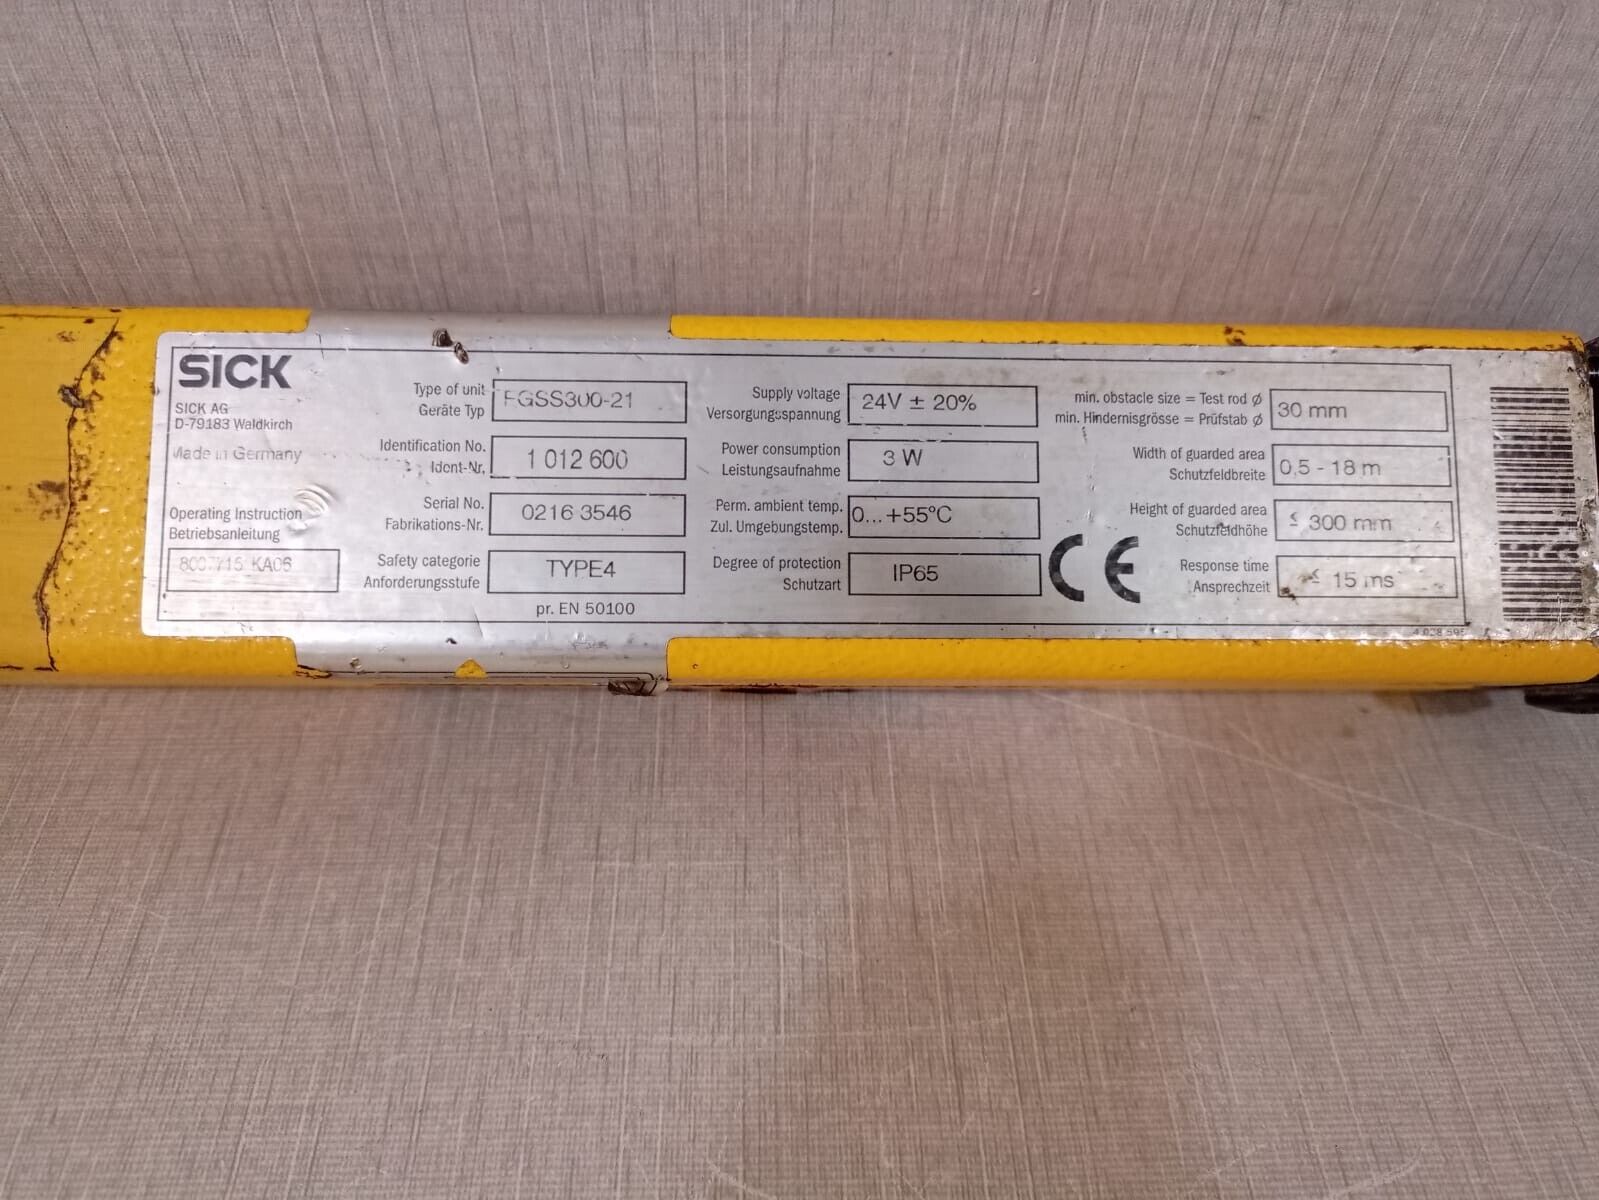 SICK
SICK AG
D-79183 Waldkirch
Made in Germany
Operating Instruction
Betriebsanleitung
KA06
Type of unit
Geräte Typ
FGSS300-21
Identification No.
Ident-Nr.
1 012 600
Serial No.
Fabrikations-Nr.
0216 3546
Safety categorie
Anforderungsstufe
TYPE4
pr. EN 50100
Supply voltage
Versorgungsspannung
24V ± 20%
Power consumption
Leistungsaufnahme
3 W
Perm. ambient temp.
Zul. Umgebungstemp.
0...+55°C
Degree of protection
Schutzart
IP65
CE
min. obstacle size = Test rod Ø
min. Hindernisgrösse = Prüfstab Ø
30 mm
Width of guarded area
Schutzfeldbreite
0,5 - 18 m
Height of guarded area
Schutzfeldhöhe
≤ 300 mm
Response time
Ansprechzeit
≤ 15 ms